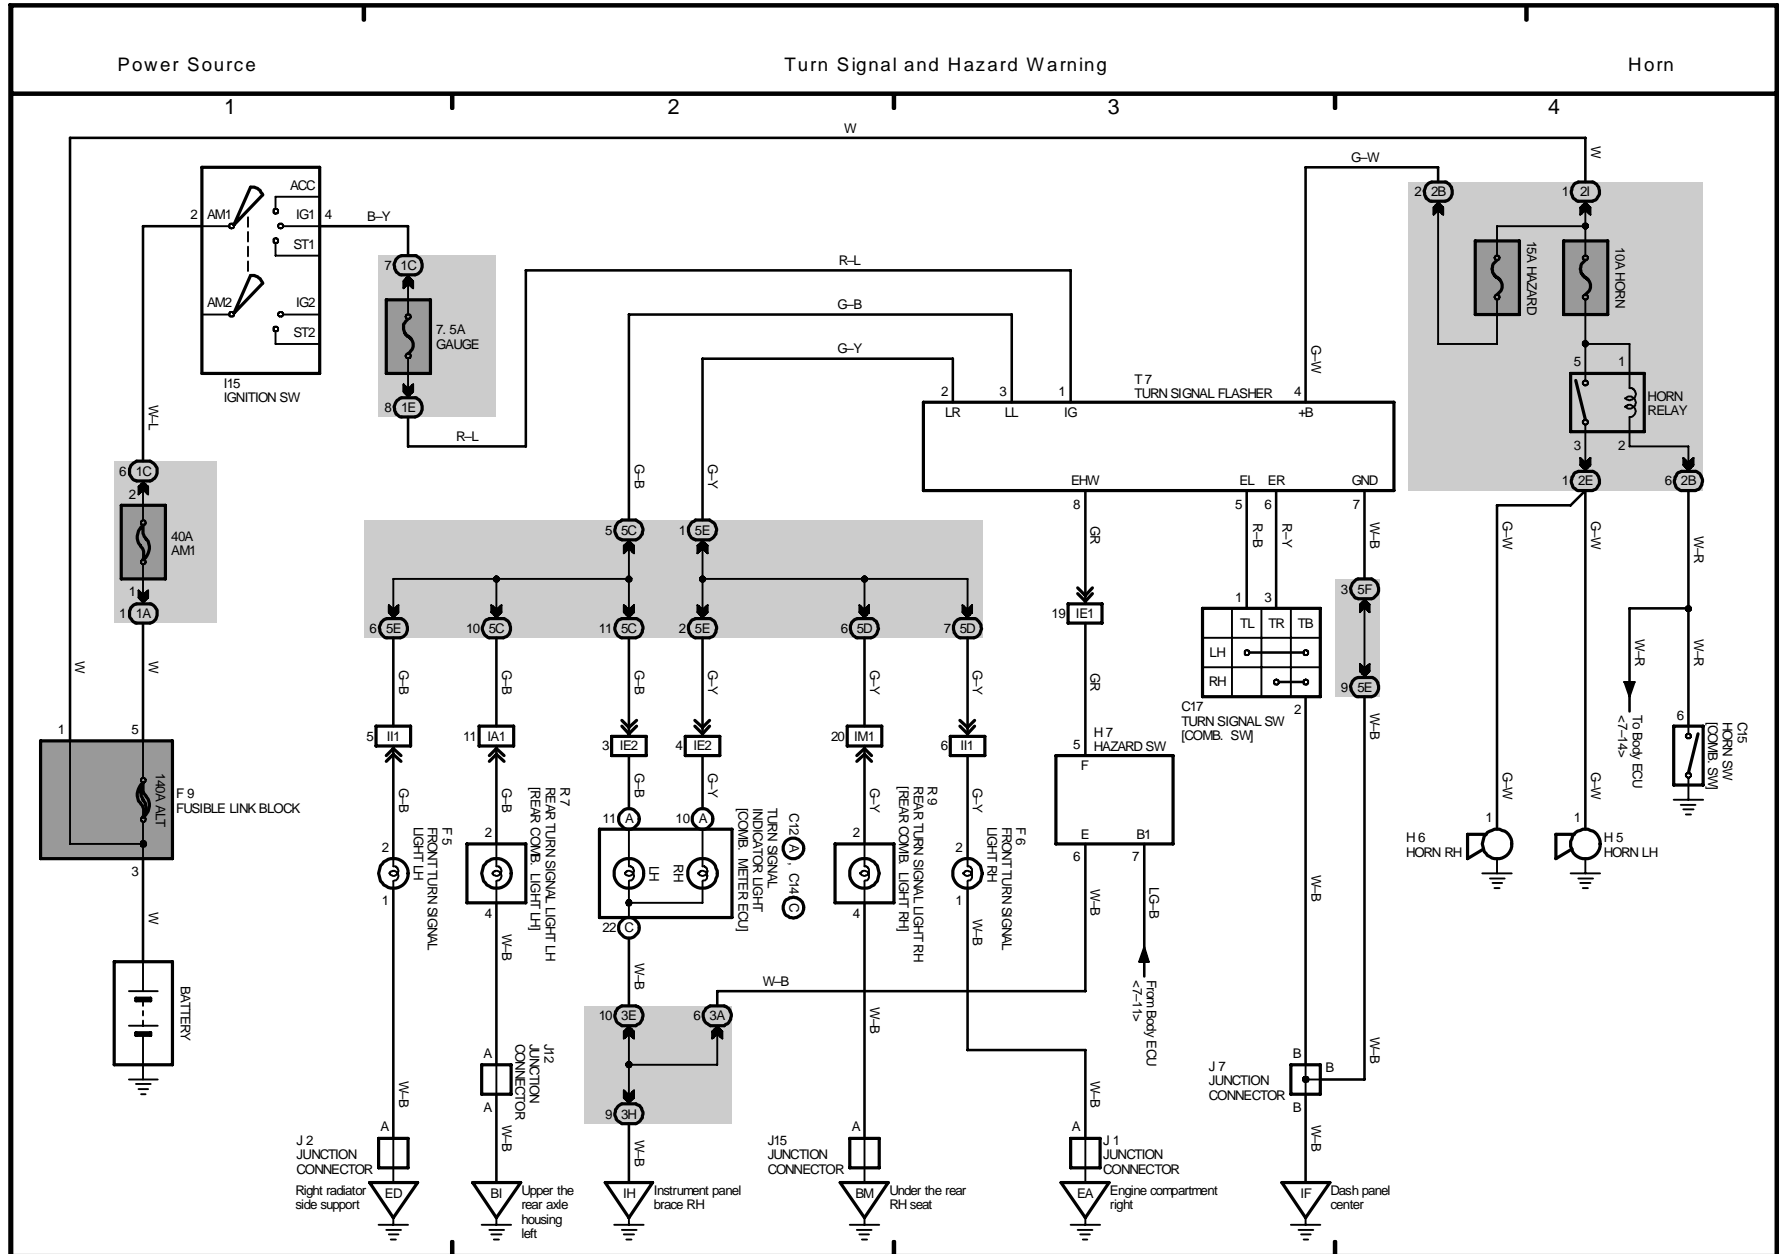 Power Source
Turn Signal and Hazard Warning
Horn
1
2
3
4
W
W
G–W
ACC
2
AM1
IG1
4
B–Y
ST1
AM2
IG2
ST2
I15
IGNITION SW
7
1C
7. 5A
GAUGE
8
1E
R–L
R–L
G–B
G–Y
2
2B
1
2I
15A HAZARD
10A HORN
5
1
HORN
RELAY
3
2
1
2E
6
2B
W–L
6
1C
2
40A
AM1
1
1
1A
W
W
1
5
140A ALT
F 9
FUSIBLE LINK BLOCK
3
W
BATTERY
G–B
G–Y
G–W
T 7
TURN SIGNAL FLASHER
2
3
1
4
LR
LL
IG
+B
EHW
EL
ER
GND
8
5
6
7
GR
R–B
R–Y
W–B
5
5C
1
5E
6
5E
10
5C
11
5C
2
5E
6
5D
7
5D
G–B
G–B
G–B
G–Y
G–Y
G–Y
5
II1
11
IA1
3
IE2
4
IE2
20
IM1
6
II1
G–B
G–B
G–B
G–Y
G–Y
G–Y
19
IE1
GR
1
3
TL
TR
TB
LH
RH
C17
TURN SIGNAL SW
[COMB. SW]
2
3
5F
9
5E
W–B
G–W
G–W
W–R
W–R
W–R
To Body ECU
<7–14>
6
C15
HORN SW
[COMB. SW]
G–W
G–W
1
H 6
HORN RH
1
H 5
HORN LH
2
F 5
FRONT TURN SIGNAL
LIGHT LH
1
2
R 7
REAR TURN SIGNAL LIGHT LH
[REAR COMB. LIGHT LH]
4
11
A
10
A
LH
RH
C12
A
, C14
C
TURN SIGNAL
INDICATOR LIGHT
[COMB. METER ECU]
22
C
2
R 9
REAR TURN SIGNAL LIGHT RH
[REAR COMB. LIGHT RH]
4
2
F 6
FRONT TURN SIGNAL
LIGHT RH
1
H 7
HAZARD SW
5
F
E
B1
6
7
W–B
LG–B
From Body ECU
<7–11>
W–B
W–B
W–B
W–B
W–B
W–B
10
3E
6
3A
9
3H
W–B
A
J12
JUNCTION
CONNECTOR
A
W–B
W–B
W–B
W–B
B
B
B
J 7
JUNCTION
CONNECTOR
W–B
W–B
A
J 2
JUNCTION
CONNECTOR
A
J15
JUNCTION
CONNECTOR
A
J 1
JUNCTION
CONNECTOR
ED
Right radiator
side support
BI
Upper the
rear axle
housing
left
IH
Instrument panel
brace RH
BM
Under the rear
RH seat
EA
Engine compartment
right
IF
Dash panel
center